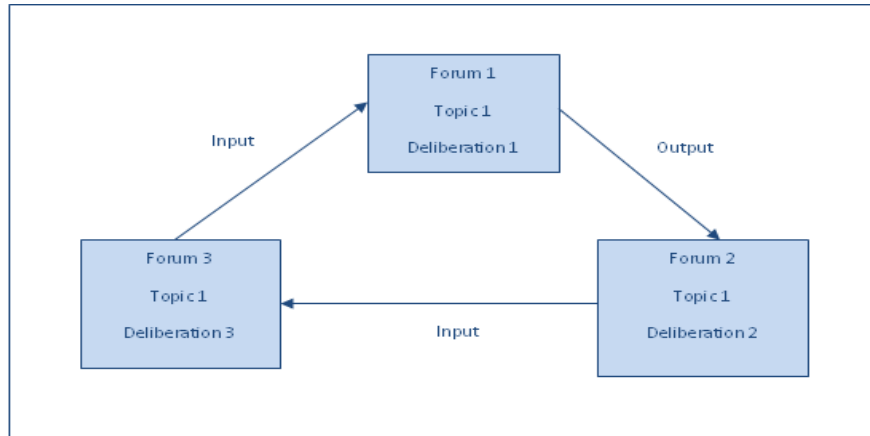 Forum 1
Topic 1
Deliberation 1
Input
Output
Forum 3
Topic 1
Deliberation 3
Forum 2
Topic 1
Deliberation 2
Input